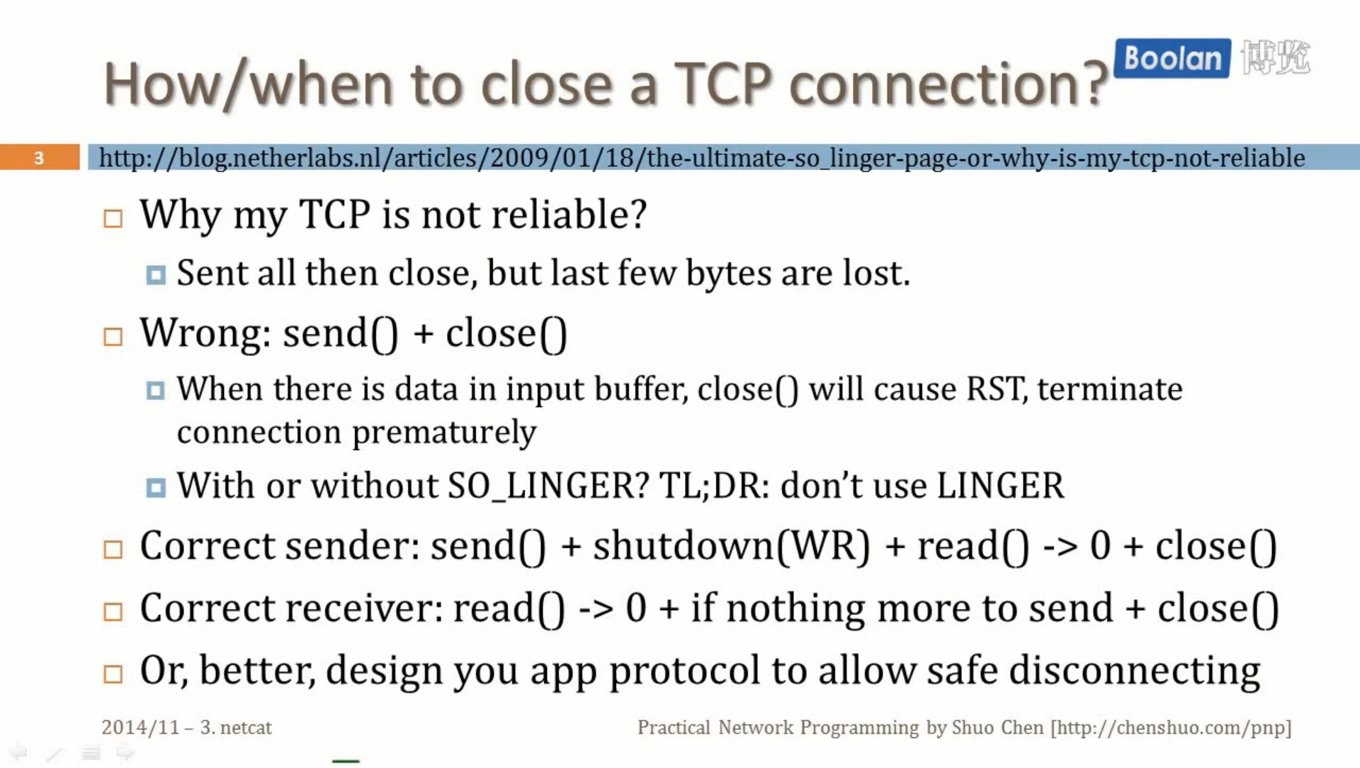 How/when to close a TCP connection?
Boolan 博览
3
http://blog.netherlabs.nl/articles/2009/01/18/the-ultimate-so_linger-page-or-why-is-my-tcp-not-reliable
Why my TCP is not reliable?
Sent all then close, but last few bytes are lost.
Wrong: send() + close()
When there is data in input buffer, close() will cause RST, terminate
connection prematurely
With or without SO_LINGER? TL;DR: don’t use LINGER
Correct sender: send() + shutdown(WR) + read() -> 0 + close()
Correct receiver: read() -> 0 + if nothing more to send + close()
Or, better, design you app protocol to allow safe disconnecting
2014/11 – 3. netcat
Practical Network Programming by Shuo Chen [http://chenshuo.com/pnp]